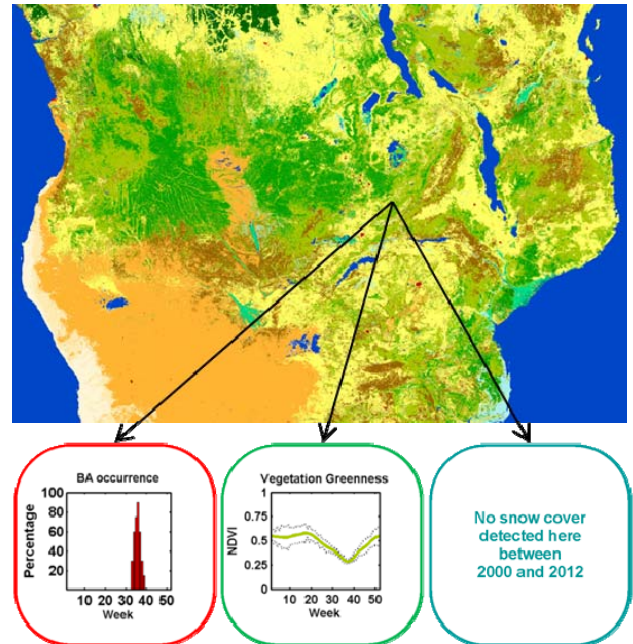 BA occurrence
Percentage
100
80
60
40
20
10 20 30 40 50
Week
Vegetation Greenness
NDVI
1
0.75
0.5
0.25
0
10 20 30 40 50
Week
No snow cover
detected here
between
2000 and 2012